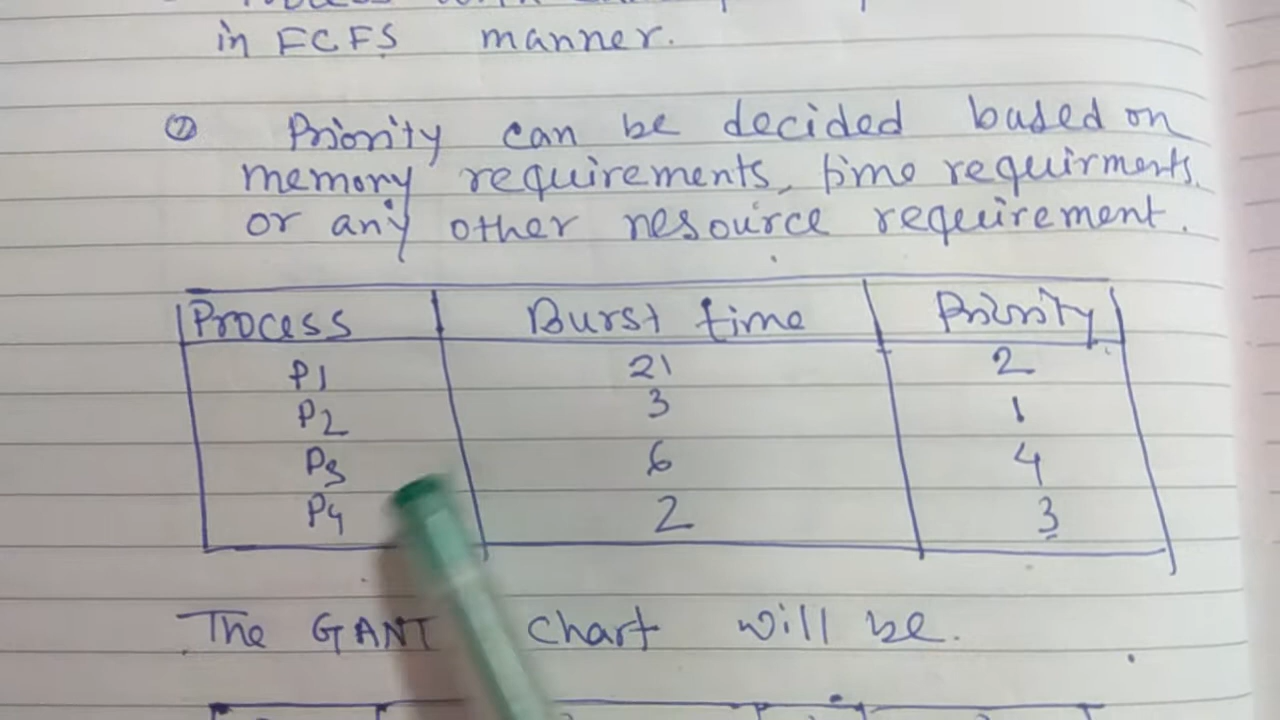 in FCFS manner.
② Priority can be decided based on
memory requirements, time requirments.
or any other resource requirement.
Process Burst time Priority
P1 21 2
P2 3 1
P3 6 4
P4 2 3
The GANT chart will be.